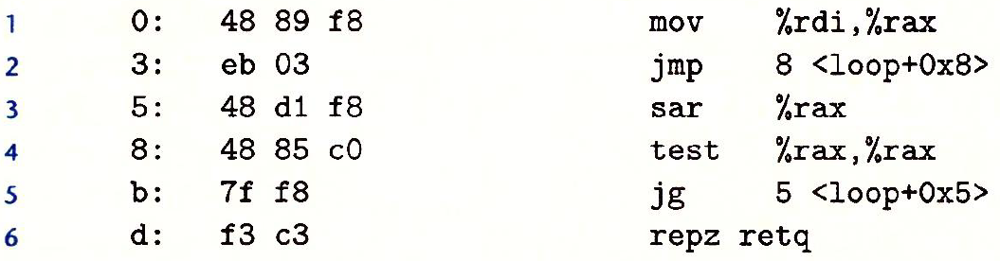 1 0: 48 89 f8 mov %rdi,%rax
2 3: eb 03 jmp 8 <loop+0x8>
3 5: 48 d1 f8 sar %rax
4 8: 48 85 c0 test %rax,%rax
5 b: 7f f8 jg 5 <loop+0x5>
6 d: f3 c3 repz retq